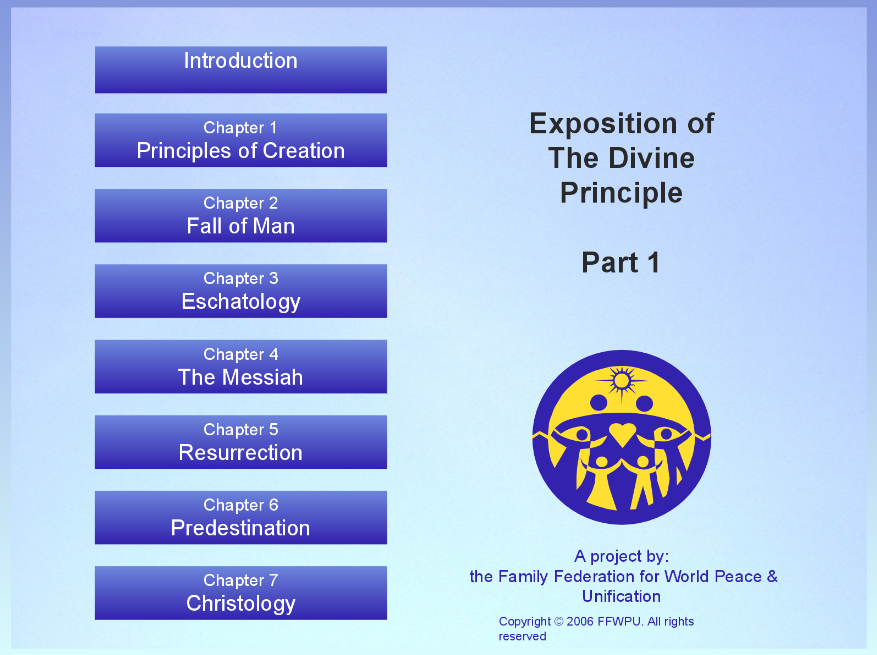 Introduction
Chapter 1
Principles of Creation
Chapter 2
Fall of Man
Chapter 3
Eschatology
Chapter 4
The Messiah
Chapter 5
Resurrection
Chapter 6
Predestination
Chapter 7
Christology
Exposition of
The Divine
Principle
Part 1
A project by:
the Family Federation for World Peace &
Unification
Copyright © 2006 FFWPU. All rights
reserved